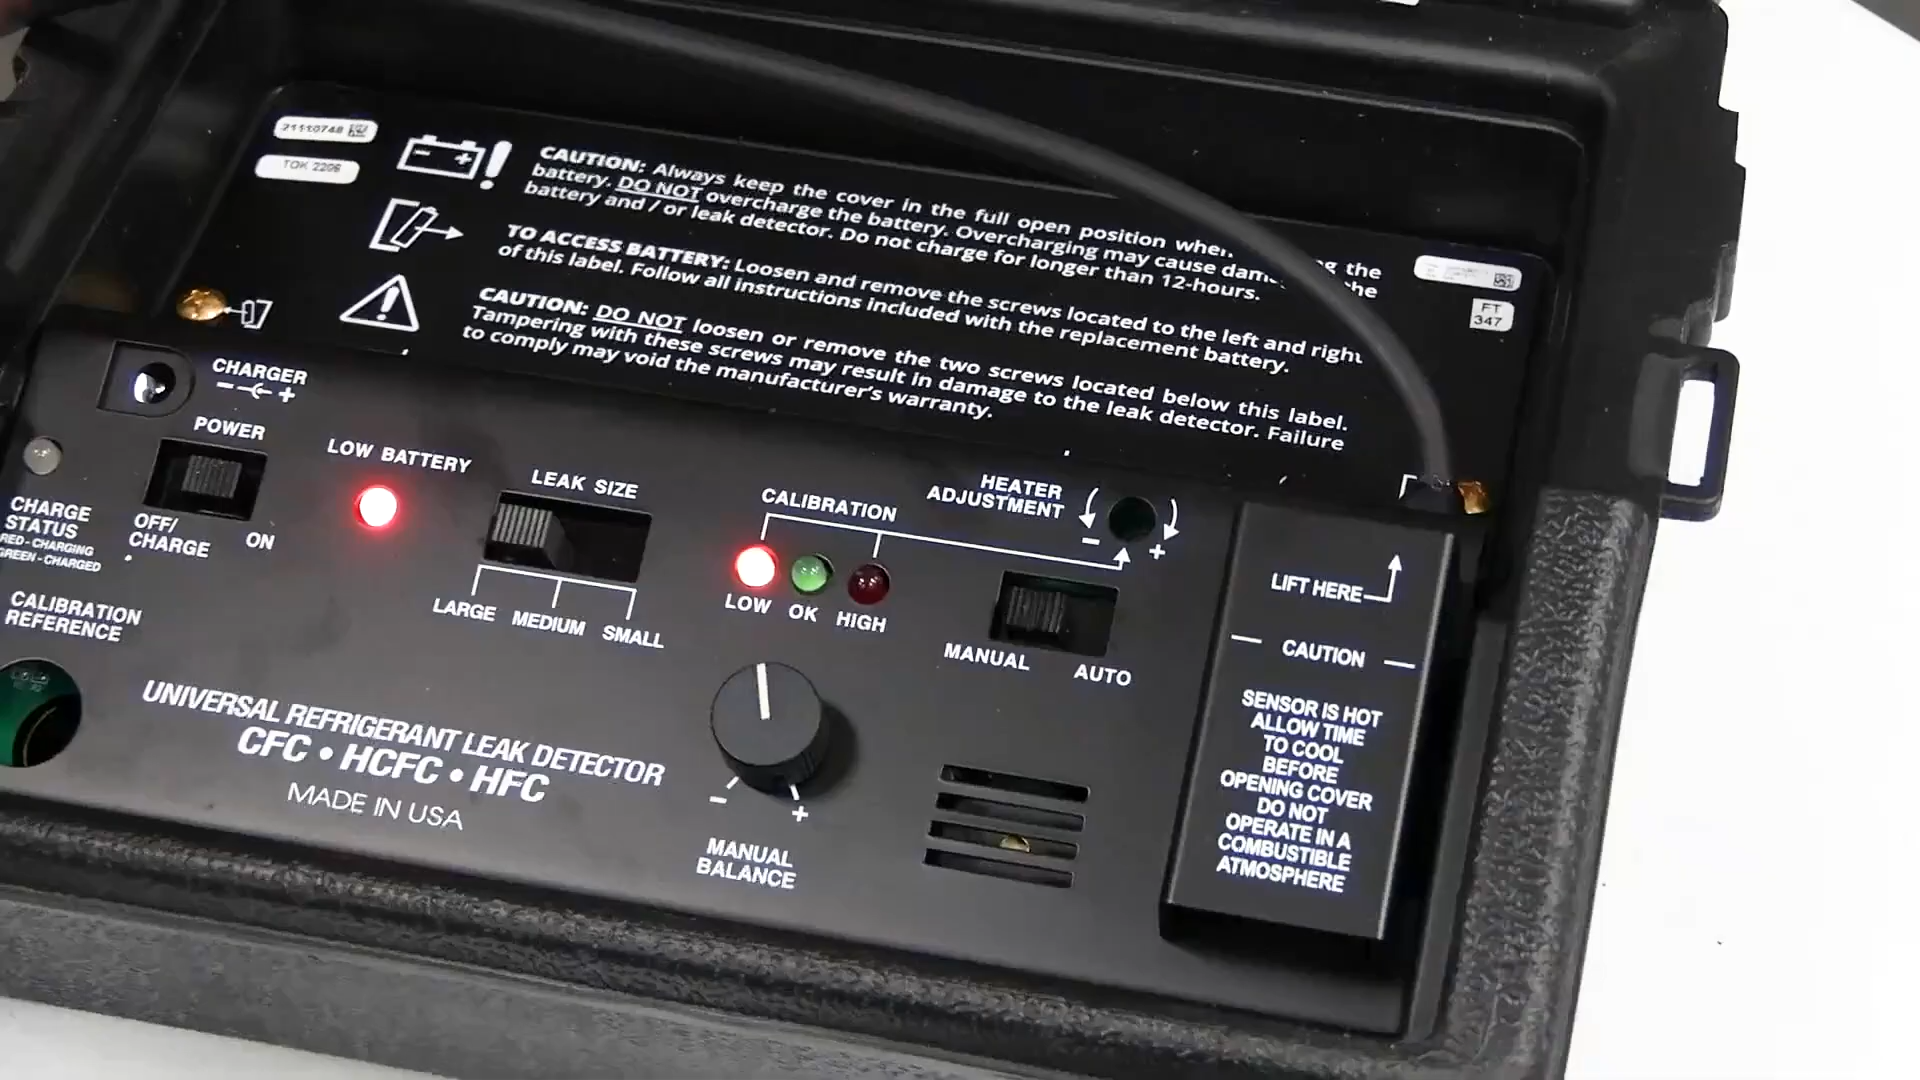 21110748
TOK 2206
CAUTION: Always keep the cover in the full open position when the
battery. DO NOT overcharge the battery. Overcharging may cause the
battery and / or leak detector. Do not charge for longer than 12-hours.
TO ACCESS BATTERY: Loosen and remove the screws located to the left and right
of this label. Follow all instructions included with the replacement battery.
CAUTION: DO NOT loosen or remove the two screws located below this label.
Tampering with these screws may result in damage to the leak detector. Failure
to comply may void the manufacturer's warranty.
FT
347
CHARGER
− +
POWER
OFF/
CHARGE
ON
CHARGE
STATUS
RED - CHARGING
GREEN - CHARGED
LOW BATTERY
LEAK SIZE
LARGE MEDIUM SMALL
CALIBRATION
LOW OK HIGH
HEATER
ADJUSTMENT
− +
MANUAL AUTO
CALIBRATION
REFERENCE
UNIVERSAL REFRIGERANT LEAK DETECTOR
CFC • HCFC • HFC
MADE IN USA
− +
MANUAL
BALANCE
LIFT HERE
— CAUTION —
SENSOR IS HOT
ALLOW TIME
TO COOL
BEFORE
OPENING COVER
DO NOT
OPERATE IN A
COMBUSTIBLE
ATMOSPHERE